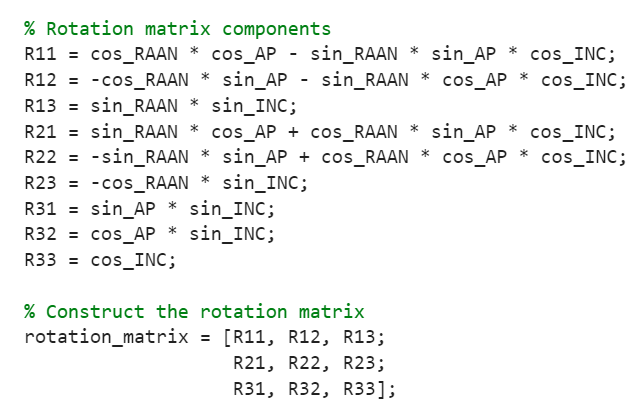 % Rotation matrix components
R11 = cos_RAAN * cos_AP - sin_RAAN * sin_AP * cos_INC;
R12 = -cos_RAAN * sin_AP - sin_RAAN * cos_AP * cos_INC;
R13 = sin_RAAN * sin_INC;
R21 = sin_RAAN * cos_AP + cos_RAAN * sin_AP * cos_INC;
R22 = -sin_RAAN * sin_AP + cos_RAAN * cos_AP * cos_INC;
R23 = -cos_RAAN * sin_INC;
R31 = sin_AP * sin_INC;
R32 = cos_AP * sin_INC;
R33 = cos_INC;

% Construct the rotation matrix
rotation_matrix = [R11, R12, R13;
                   R21, R22, R23;
                   R31, R32, R33];